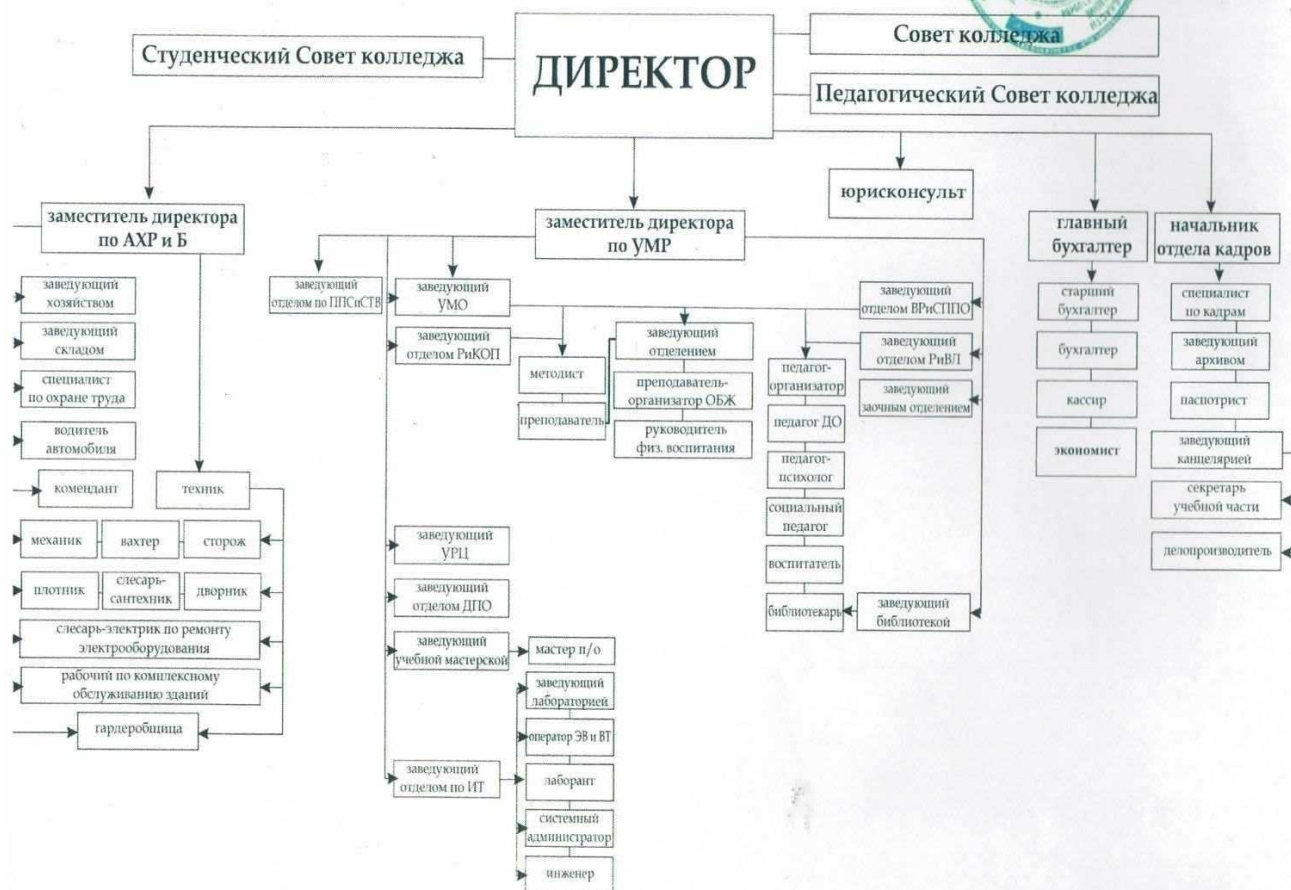 Совет колледжа
Студенческий Совет колледжа
ДИРЕКТОР
Педагогический Совет колледжа
юрисконсульт
заместитель директора
по АХР и Б
заместитель директора
по УМР
главный
бухгалтер
начальник
отдела кадров
заведующий
хозяйством
заведующий
складом
специалист
по охране труда
водитель
автомобиля
комендант
техник
механик
вахтер
сторож
плотник
слесарь-
сантехник
дворник
слесарь-электрик по ремонту
электрооборудования
рабочий по комплексному
обслуживанию зданий
гардеробщица
заведующий
отделом по ППСиСТВ
заведующий
УМО
заведующий
отделом РиКОП
методист
преподаватель
заведующий
отделением
преподаватель-
организатор ОБЖ
руководитель
физ. воспитания
педагог-
организатор
педагог ДО
педагог-
психолог
социальный
педагог
воспитатель
библиотекарь
заведующий
отделом ВРиСППО
заведующий
отделом РиВЛ
заведующий
заочным отделением
заведующий
библиотекой
заведующий
УРЦ
заведующий
отделом ДПО
заведующий
учебной мастерской
мастер п/о
заведующий
лабораторией
оператор ЭВ и ВТ
заведующий
отделом по ИТ
лаборант
системный
администратор
инженер
старший
бухгалтер
бухгалтер
кассир
экономист
специалист
по кадрам
заведующий
архивом
паспотрист
заведующий
канцелярией
секретарь
учебной части
делопроизводитель